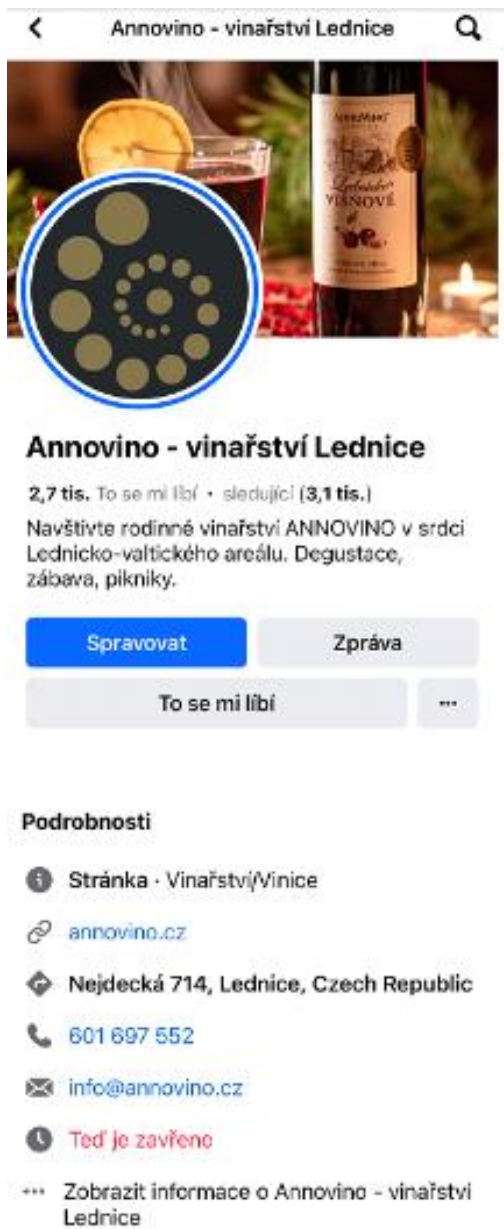 Annovino - vinařství Lednice
ANNOVINO
Lednické
VIŠŇOVÉ
Annovino - vinařství Lednice
2,7 tis. To se mi líbí • sledující (3,1 tis.)
Navštivte rodinné vinařství ANNOVINO v srdci
Lednicko-valtického areálu. Degustace,
zábava, pikniky.
Spravovat
Zpráva
To se mi líbí
...
Podrobnosti
Stránka · Vinařství/Vinice
annovino.cz
Nejdecká 714, Lednice, Czech Republic
601 697 552
info@annovino.cz
Teď je zavřeno
... Zobrazit informace o Annovino – vinařství
Lednice